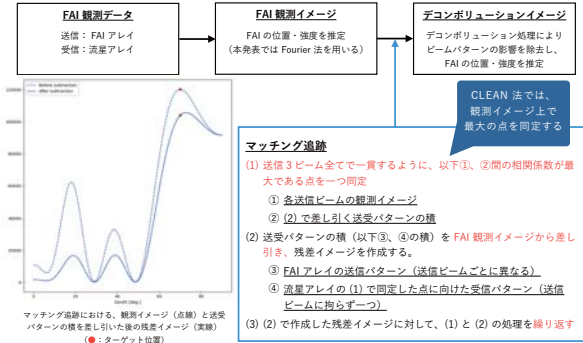 FAI 観測データ
送信： FAI アレイ
受信：流星アレイ
FAI 観測イメージ
FAI の位置・強度を推定
（本発表では Fourier 法を用いる）
デコンボリューションイメージ
デコンボリューション処理により
ビームパターンの影響を除去し、
FAI の位置・強度を推定
CLEAN 法では、
観測イメージ上で
最大の点を同定する
before subtraction
after subtraction
0
20
40
60
80
Zenith [deg.]
マッチング追跡における、観測イメージ（点線）と送受
パターンの積を差し引いた後の残差イメージ（実線）
（●：ターゲット位置）
マッチング追跡
(1) 送信 3 ビーム全てで一貫するように、以下①、②間の相関係数が最
大である点を一つ同定
① 各送信ビームの観測イメージ
② (2) で差し引く送受パターンの積
(2) 送受パターンの積（以下③、④の積）を FAI 観測イメージから差し
引き、残差イメージを作成する。
③ FAI アレイの送信パターン（送信ビームごとに異なる）
④ 流星アレイの (1) で同定した点に向けた受信パターン（送信
ビームに拘らず一つ）
(3) (2) で作成した残差イメージに対して、(1) と (2) の処理を繰り返す